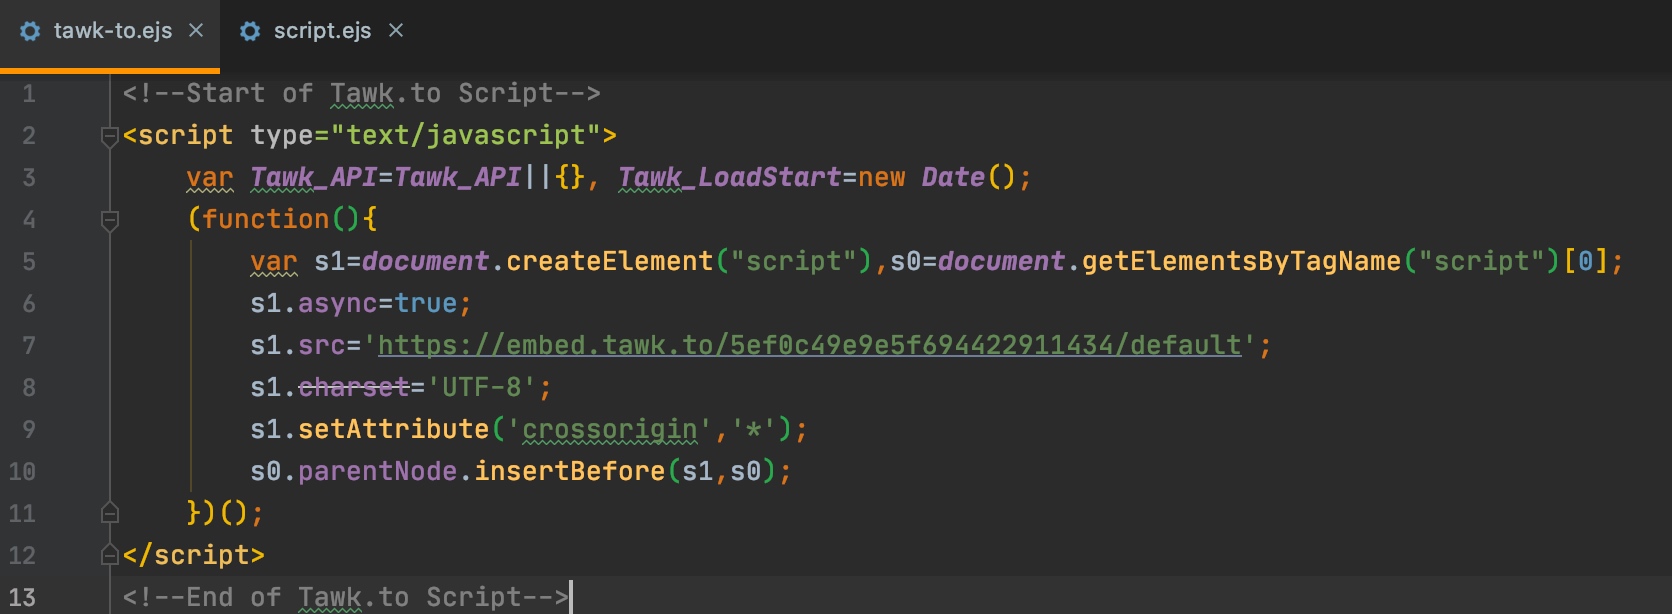 tawk-to.ejs script.ejs
1 <!--Start of Tawk.to Script-->
2 <script type="text/javascript">
3 var Tawk_API=Tawk_API||{}, Tawk_LoadStart=new Date();
4 (function(){
5 var s1=document.createElement("script"),s0=document.getElementsByTagName("script")[0];
6 s1.async=true;
7 s1.src='https://embed.tawk.to/5ef0c49e9e5f694422911434/default';
8 s1.charset='UTF-8';
9 s1.setAttribute('crossorigin','*');
10 s0.parentNode.insertBefore(s1,s0);
11 })();
12 </script>
13 <!--End of Tawk.to Script-->